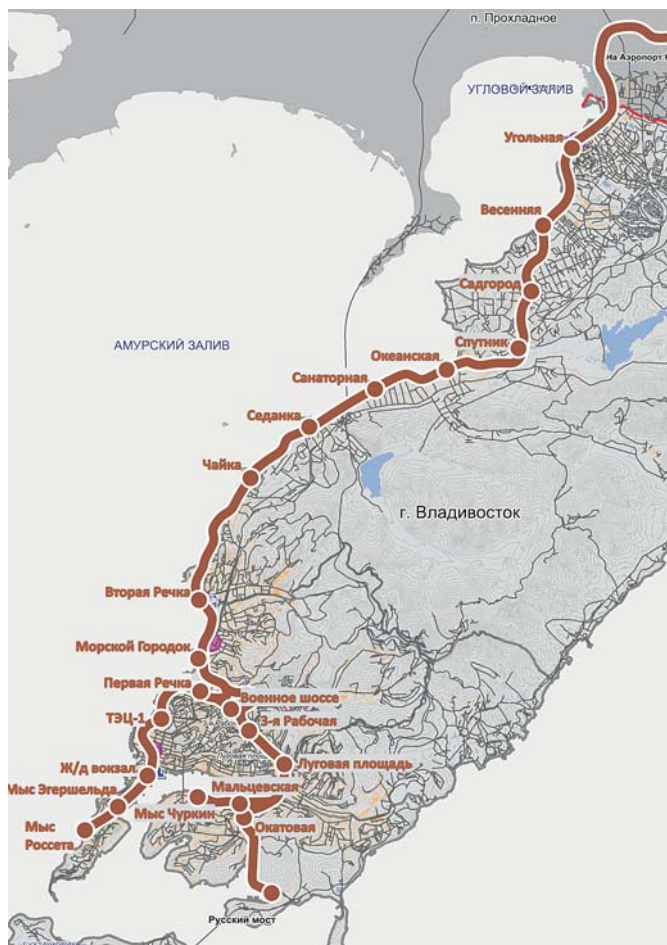 п. Прохладное
На Аэропорт
УГЛОВОЙ ЗАЛИВ
Угольная
Весенняя
Садгород
Спутник
АМУРСКИЙ ЗАЛИВ
Океанская
Санаторная
Седанка
Чайка
г. Владивосток
Вторая Речка
Морской Городок
Первая Речка
Военное шоссе
ТЭЦ-1
3-я Рабочая
Луговая площадь
Ж/д вокзал
Мальцевская
Мыс Эгершельда
Мыс Чуркин
Окатовая
Мыс
Россета
Русский мост